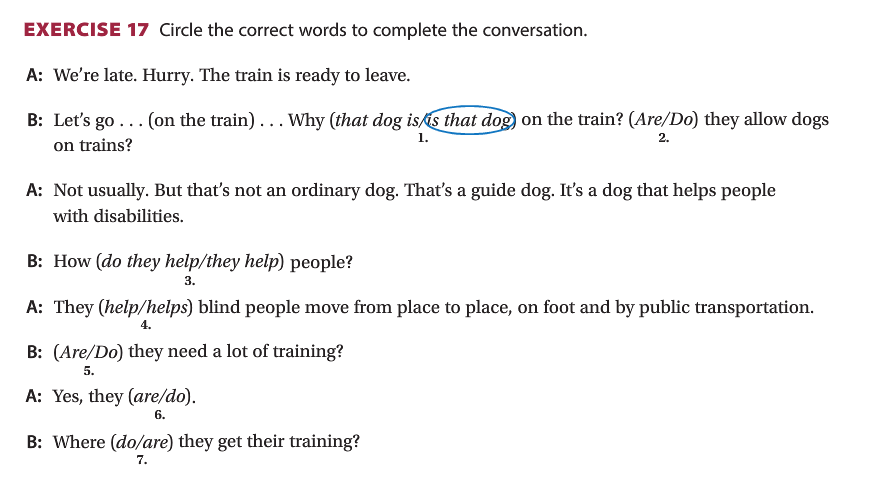 EXERCISE 17 Circle the correct words to complete the conversation.
A: We're late. Hurry. The train is ready to leave.
B: Let's go . . . (on the train) . . . Why (that dog is/is that dog) on the train? (Are/Do) they allow dogs
1. 2.
on trains?
A: Not usually. But that's not an ordinary dog. That's a guide dog. It's a dog that helps people
with disabilities.
B: How (do they help/they help) people?
3.
A: They (help/helps) blind people move from place to place, on foot and by public transportation.
4.
B: (Are/Do) they need a lot of training?
5.
A: Yes, they (are/do).
6.
B: Where (do/are) they get their training?
7.